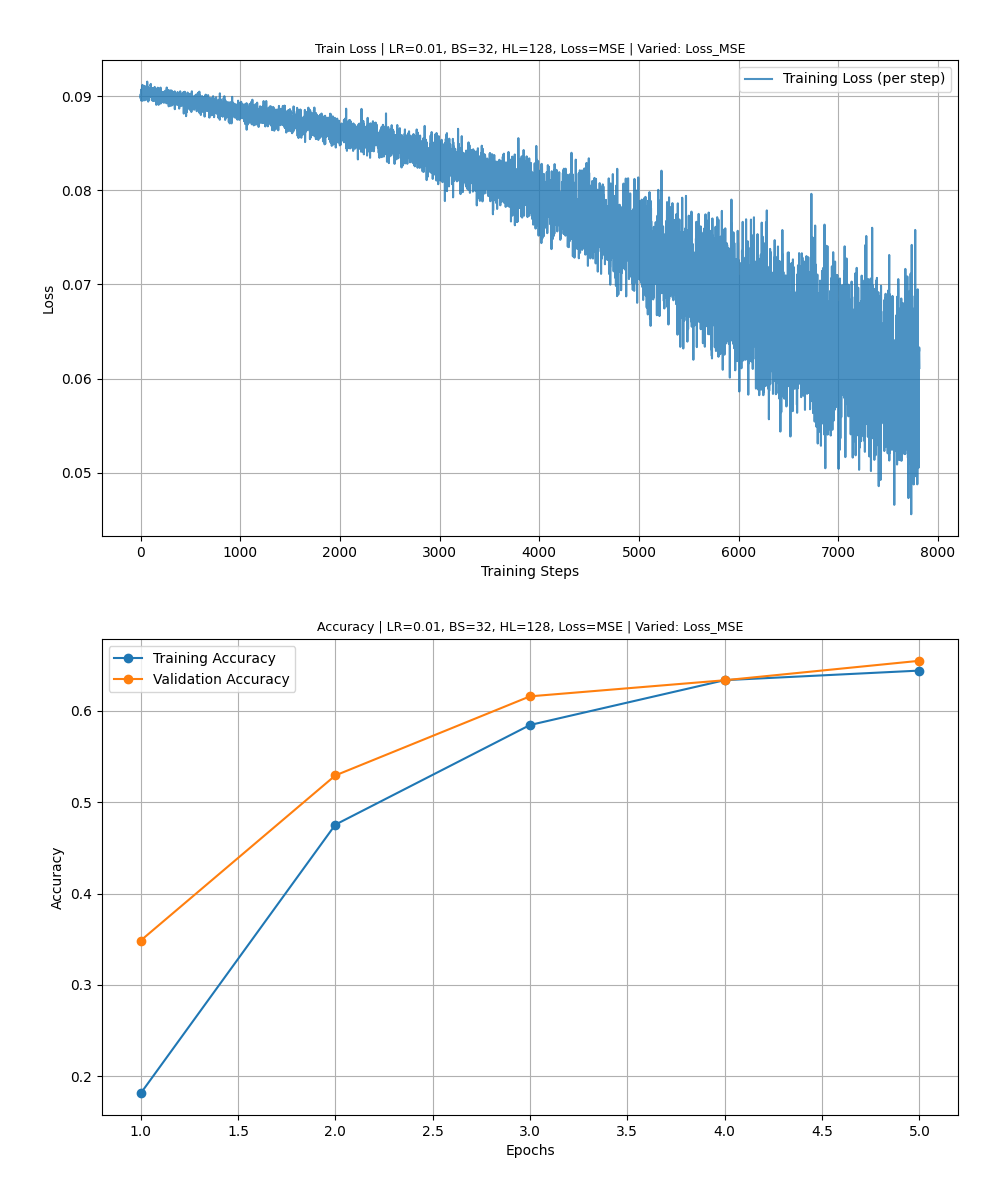 Train Loss | LR=0.01, BS=32, HL=128, Loss=MSE | Varied: Loss_MSE
Training Loss (per step)
0.09
0.08
0.07
0.06
0.05
Loss
0 1000 2000 3000 4000 5000 6000 7000 8000
Training Steps
Accuracy | LR=0.01, BS=32, HL=128, Loss=MSE | Varied: Loss_MSE
Training Accuracy
Validation Accuracy
0.6
0.5
0.4
0.3
0.2
Accuracy
1.0 1.5 2.0 2.5 3.0 3.5 4.0 4.5 5.0
Epochs